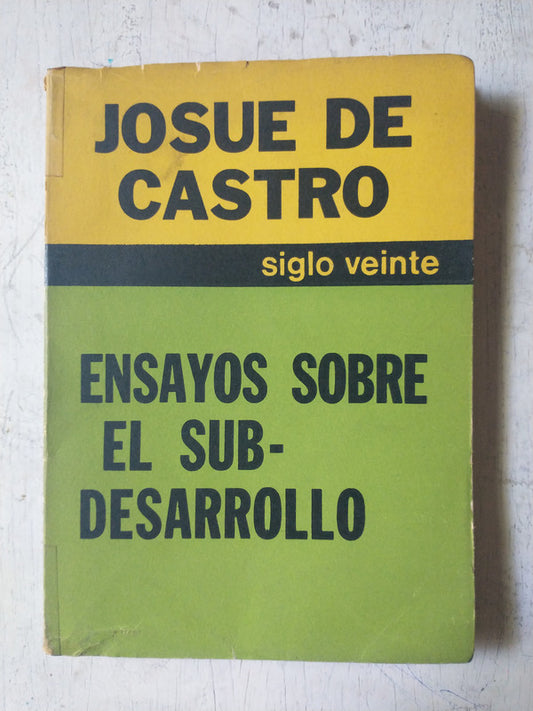 JOSUE DE
CASTRO
siglo veinte
ENSAYOS SOBRE
EL SUB-
DESARROLLO